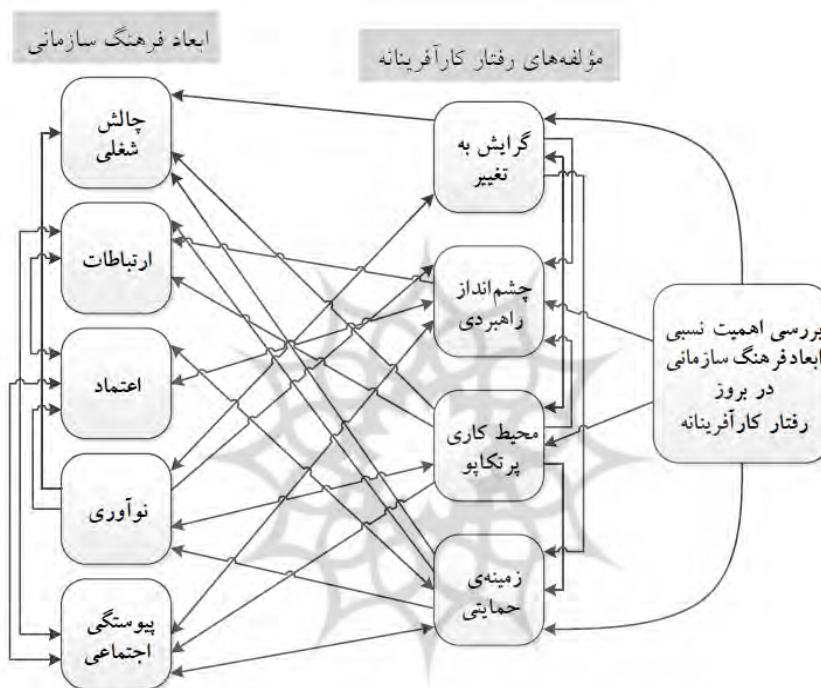 مؤلفه‌های رفتار کارآفرینانه
ابعاد فرهنگ سازمانی
بررسی اهمیت نسبی
ابعادفرهنگ سازمانی
در بروز
رفتار کارآفرینانه
گرایش به
تغییر
چشم‌انداز
راهبردی
محیط کاری
پرتکاپو
زمینه‌ی
حمایتی
چالش
شغلی
ارتباطات
اعتماد
نوآوری
پیوستگی
اجتماعی